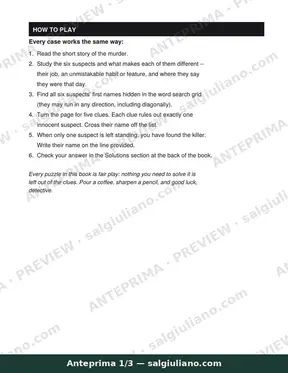 HOW TO PLAY
Every case works the same way:
1. Read the short story of the murder.
2. Study the six suspects and what makes each of them different –
their job, an unmistakable habit or feature, and where they say
they were that day.
3. Find all six suspects' first names hidden in the word search grid
(they may run in any direction, including diagonally).
4. Turn the page for five clues. Each clue rules out exactly one
innocent suspect. Cross their name off the list.
5. When only one suspect is left standing, you have found the killer.
Write their name on the line provided.
6. Check your answer in the Solutions section at the back of the book.
Every puzzle in this book is fair play: nothing you need to solve it is
left out of the clues. Pour a coffee, sharpen a pencil, and good luck,
detective.
ANTEPRIMA · PREVIEW · salgiuliano.com
Anteprima 1/3 — salgiuliano.com